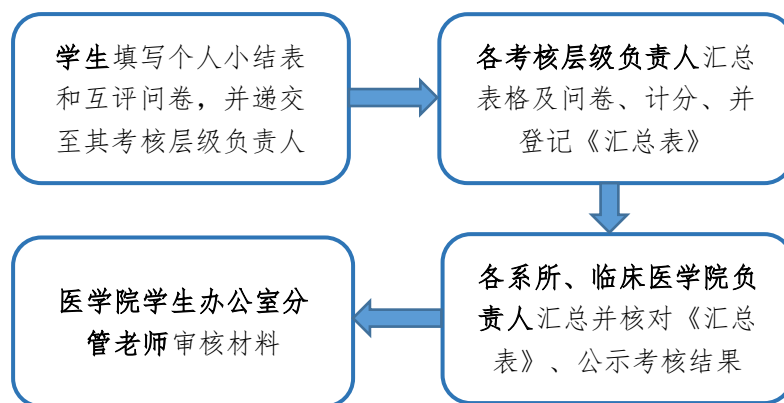 学生填写个人小结表
和互评问卷，并递交
至其考核层级负责人
各考核层级负责人汇总
表格及问卷、计分、并
登记《汇总表》
各系所、临床医学院负
责人汇总并核对《汇总
表》、公示考核结果
医学院学生办公室分
管老师审核材料